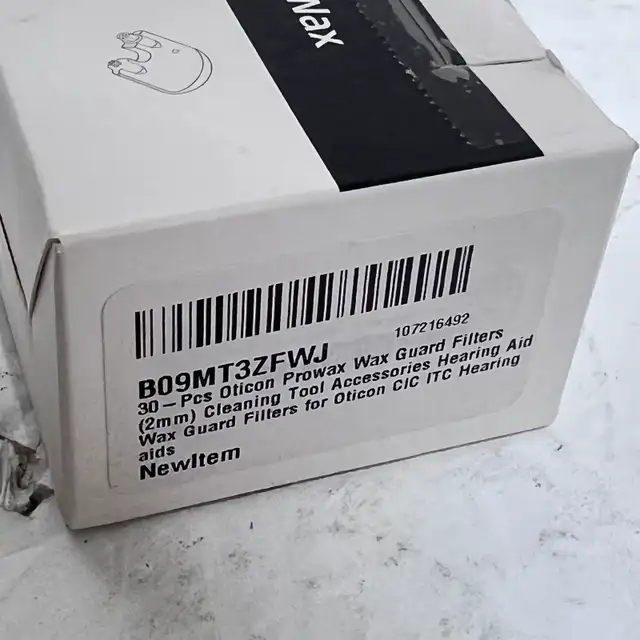 Wax
107216492
B09MT3ZFWJ
30-Pcs Oticon Prowax Wax Guard Filters
(2mm) Cleaning Tool Accessories Hearing Aid
Wax Guard Filters for Oticon CIC ITC Hearing
aids
NewItem